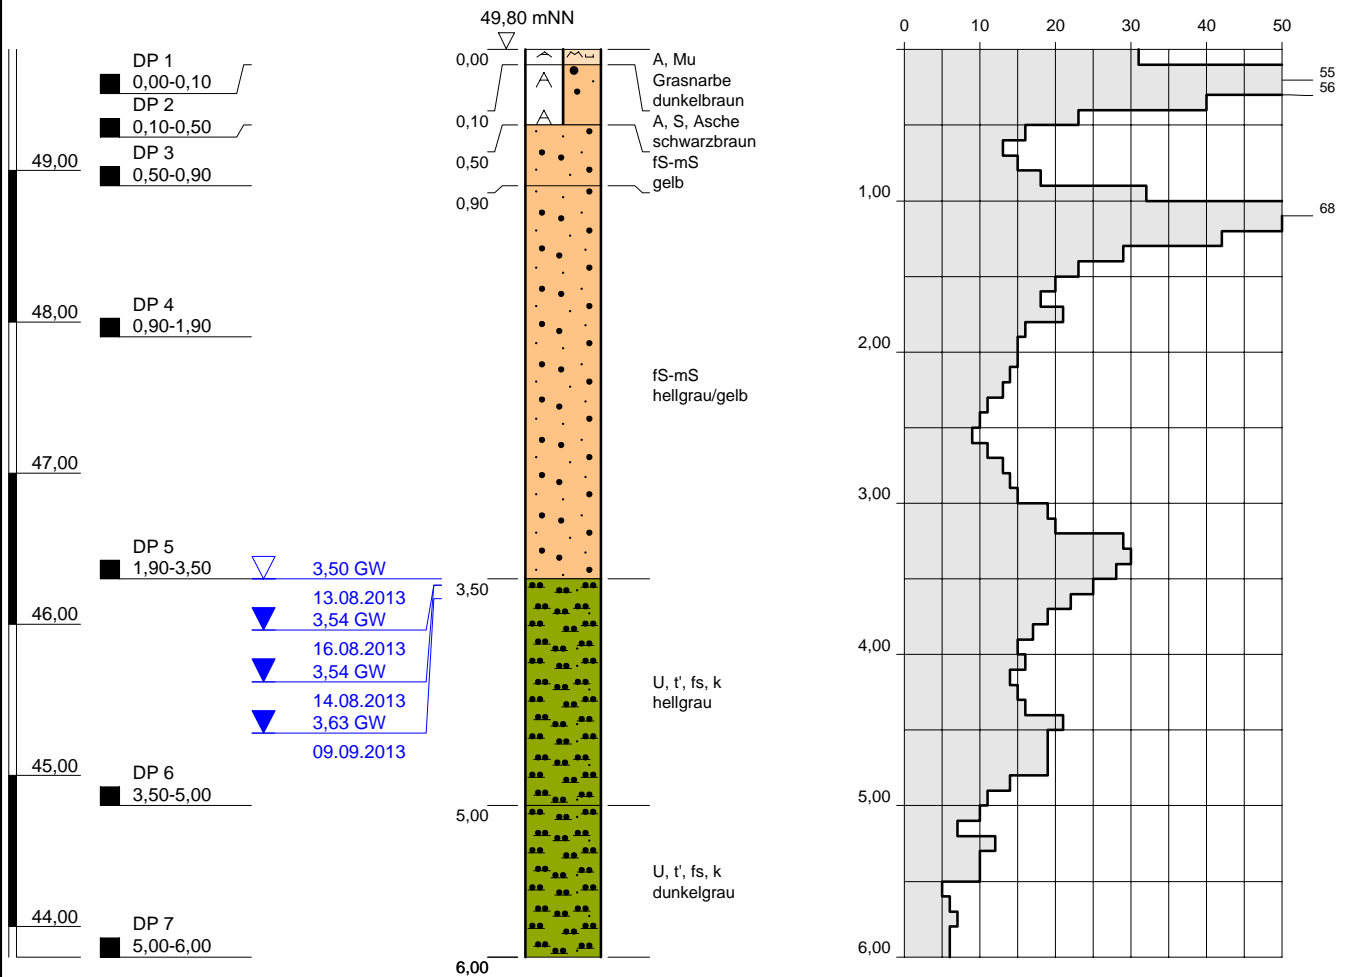 49,80 mNN
DP 1
0,00-0,10
DP 2
0,10-0,50
DP 3
0,50-0,90
DP 4
0,90-1,90
DP 5
1,90-3,50
DP 6
3,50-5,00
DP 7
5,00-6,00
49,00
48,00
47,00
46,00
45,00
44,00
3,50 GW
13.08.2013
3,54 GW
16.08.2013
3,54 GW
14.08.2013
3,63 GW
09.09.2013
0,00
0,10
0,50
0,90
3,50
5,00
6,00
A
A
A, Mu
Grasnarbe
dunkelbraun
A, S, Asche
schwarzbraun
fS-mS
gelb
fS-mS
hellgrau/gelb
U, t', fs, k
hellgrau
U, t', fs, k
dunkelgrau
0 10 20 30 40 50
55
56
68
1,00
2,00
3,00
4,00
5,00
6,00